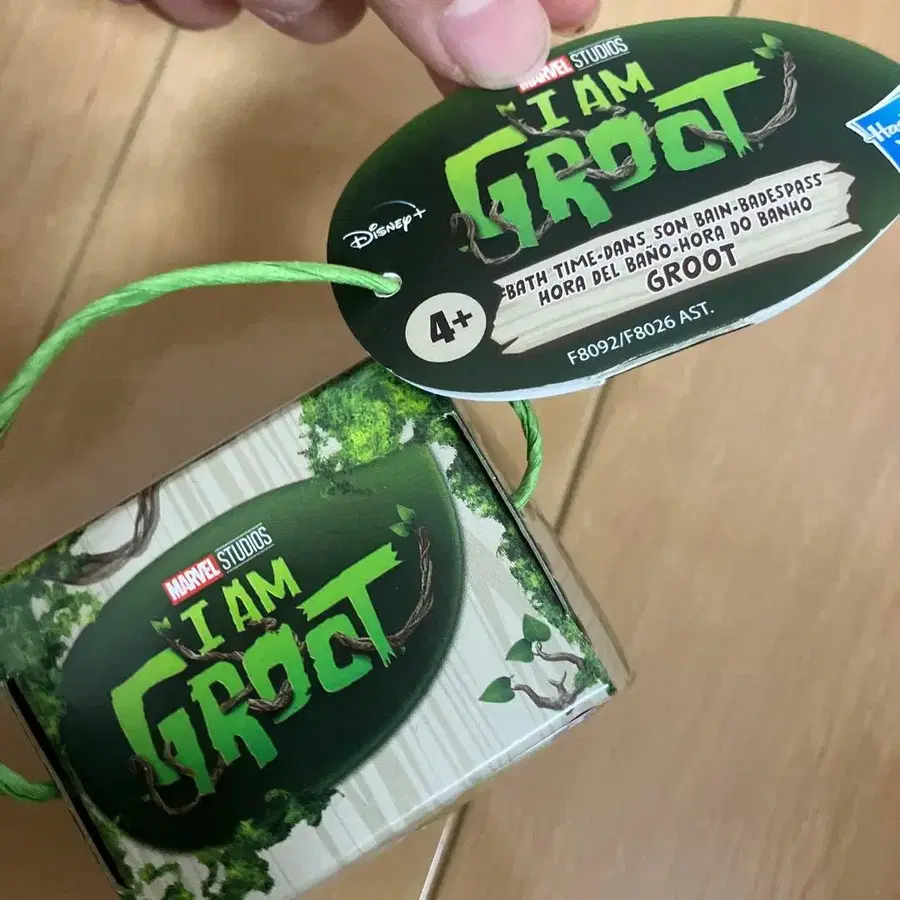 MARVEL STUDIOS
I AM
GROOT
Disney+
BATH TIME-DANS SON BAIN-BADESPASS
HORA DEL BAÑO-HORA DO BANHO
GROOT
4+
F8092/F8026 AST.
MARVEL STUDIOS
I AM
GROOT